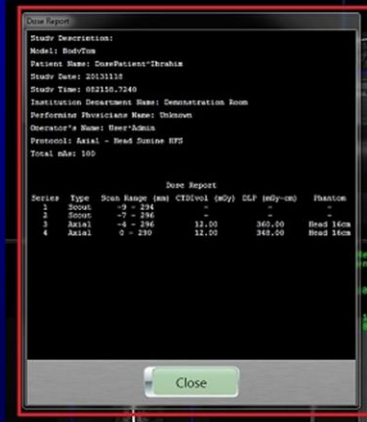 Dose Report
Study Description:
Model: BodyTom
Patient Name: DosePatient^Ibrahim
Study Date: 20131118
Study Time: 082158.7240
Institution Department Name: Demonstration Room
Performing Physicians Name: Unknown
Operator's Name: User^Admin
Protocol: Axial - Head Supine HFS
Total mAs: 100
Dose Report
Series Type Scan Range (mm) CTDIvol (mGy) DLP (mGy-cm) Phantom
1 Scout -9 - 294 - - -
2 Scout -7 - 296 - - -
3 Axial -4 - 296 12.00 360.00 Head 16cm
4 Axial 0 - 290 12.00 348.00 Head 16cm
Close